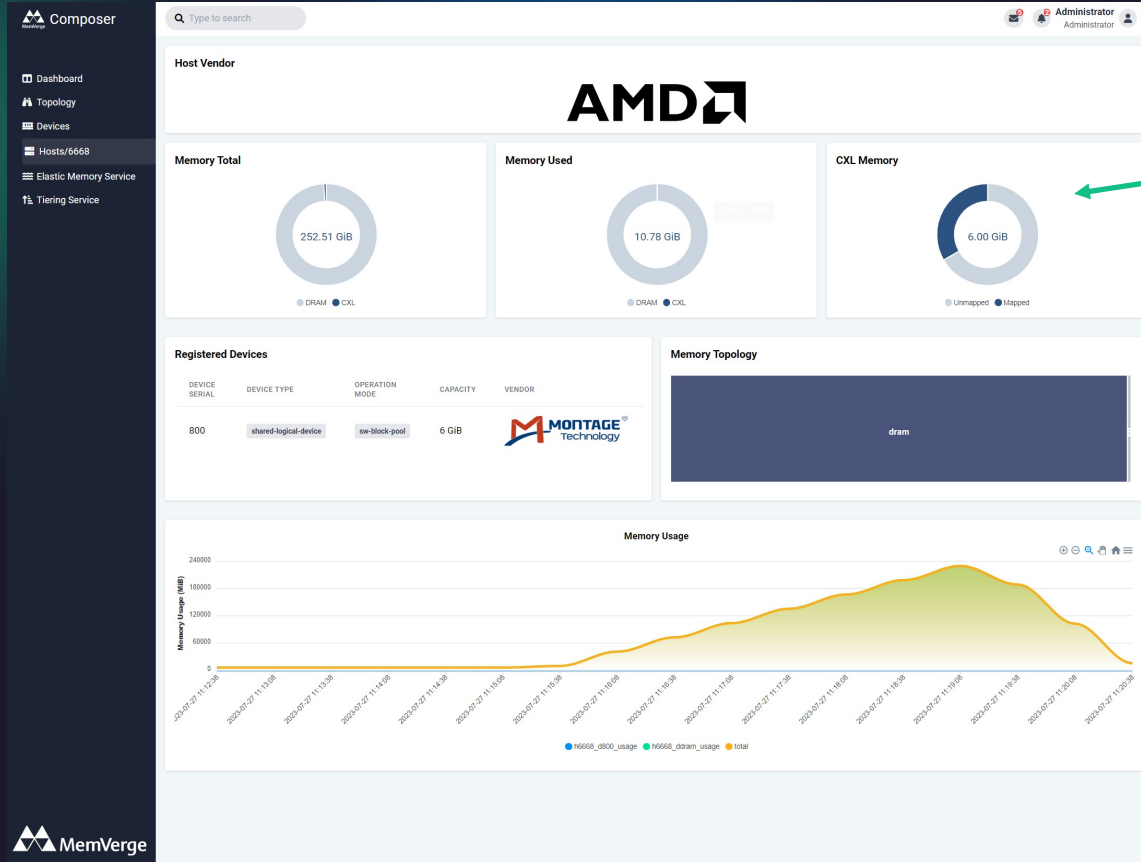 MemVerge
Composer
Type to search
5
2
Administrator
Administrator
Dashboard
Topology
Devices
Hosts/6668
Elastic Memory Service
Tiering Service
Host Vendor
AMD
Memory Total
252.51 GiB
DRAM CXL
Memory Used
10.78 GiB
DRAM CXL
CXL Memory
6.00 GiB
Unmapped Mapped
Registered Devices
DEVICE SERIAL DEVICE TYPE OPERATION MODE CAPACITY VENDOR
800 shared-logical-device sw-block-pool 6 GiB MONTAGE Technology®
Memory Topology
dram
Memory Usage
Memory Usage (MiB)
240000
180000
120000
60000
0
2023-07-27 11:13:08
2023-07-27 11:13:38
2023-07-27 11:14:08
2023-07-27 11:14:38
2023-07-27 11:15:08
2023-07-27 11:15:38
2023-07-27 11:16:08
2023-07-27 11:16:38
2023-07-27 11:17:08
2023-07-27 11:17:38
2023-07-27 11:18:08
2023-07-27 11:18:38
2023-07-27 11:19:08
2023-07-27 11:19:38
2023-07-27 11:20:08
2023-07-27 11:20:38
h6668_d800_usage h6668_ddram_usage total
MemVerge